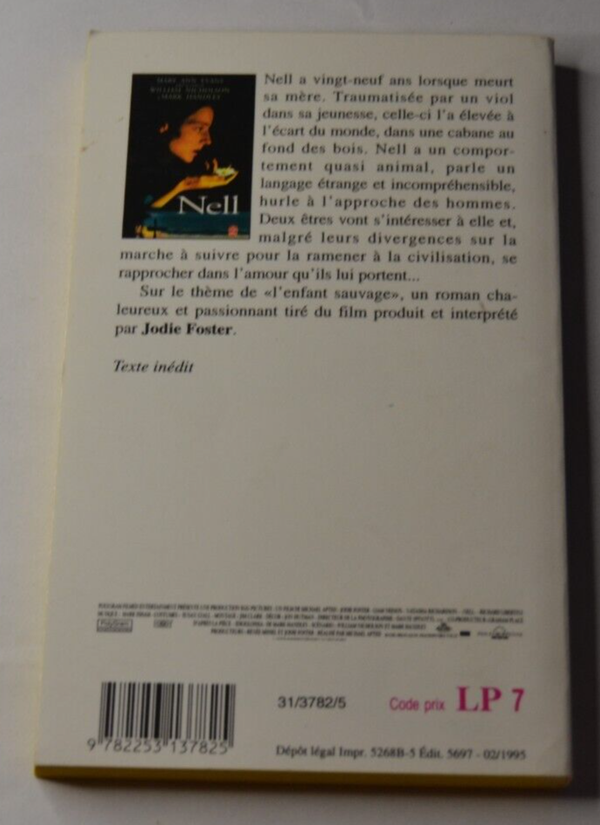 MARY ANN EVANS
WILLIAM NICHOLSON
& MARK HANDLEY
Nell
Nell a vingt-neuf ans lorsque meurt
sa mère. Traumatisée par un viol
dans sa jeunesse, celle-ci l'a élevée à
l'écart du monde, dans une cabane au
fond des bois. Nell a un compor-
tement quasi animal, parle un
langage étrange et incompréhensible,
hurle à l'approche des hommes.
Deux êtres vont s'intéresser à elle et,
malgré leurs divergences sur la
marche à suivre pour la ramener à la civilisation, se
rapprocher dans l'amour qu'ils lui portent...
Sur le thème de «l'enfant sauvage», un roman cha-
leureux et passionnant tiré du film produit et interprété
par Jodie Foster.
Texte inédit
31/3782/5
Code prix LP 7
9 782253 137825
Dépôt légal Impr. 5268B-5 Édit. 5697 - 02/1995